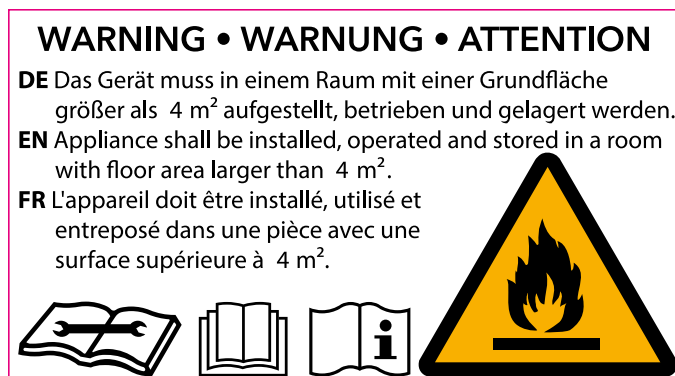 WARNING • WARNUNG • ATTENTION
DE Das Gerät muss in einem Raum mit einer Grundfläche
größer als 4 m² aufgestellt, betrieben und gelagert werden.
EN Appliance shall be installed, operated and stored in a room
with floor area larger than 4 m².
FR L'appareil doit être installé, utilisé et
entreposé dans une pièce avec une
surface supérieure à 4 m².